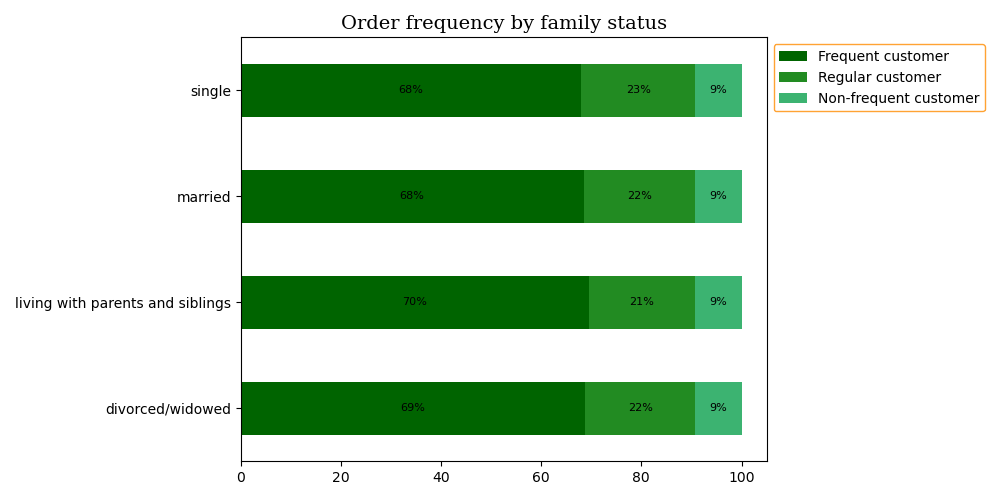 Order frequency by family status
Frequent customer
Regular customer
Non-frequent customer
single
68%
23%
9%
married
68%
22%
9%
living with parents and siblings
70%
21%
9%
divorced/widowed
69%
22%
9%
0
20
40
60
80
100